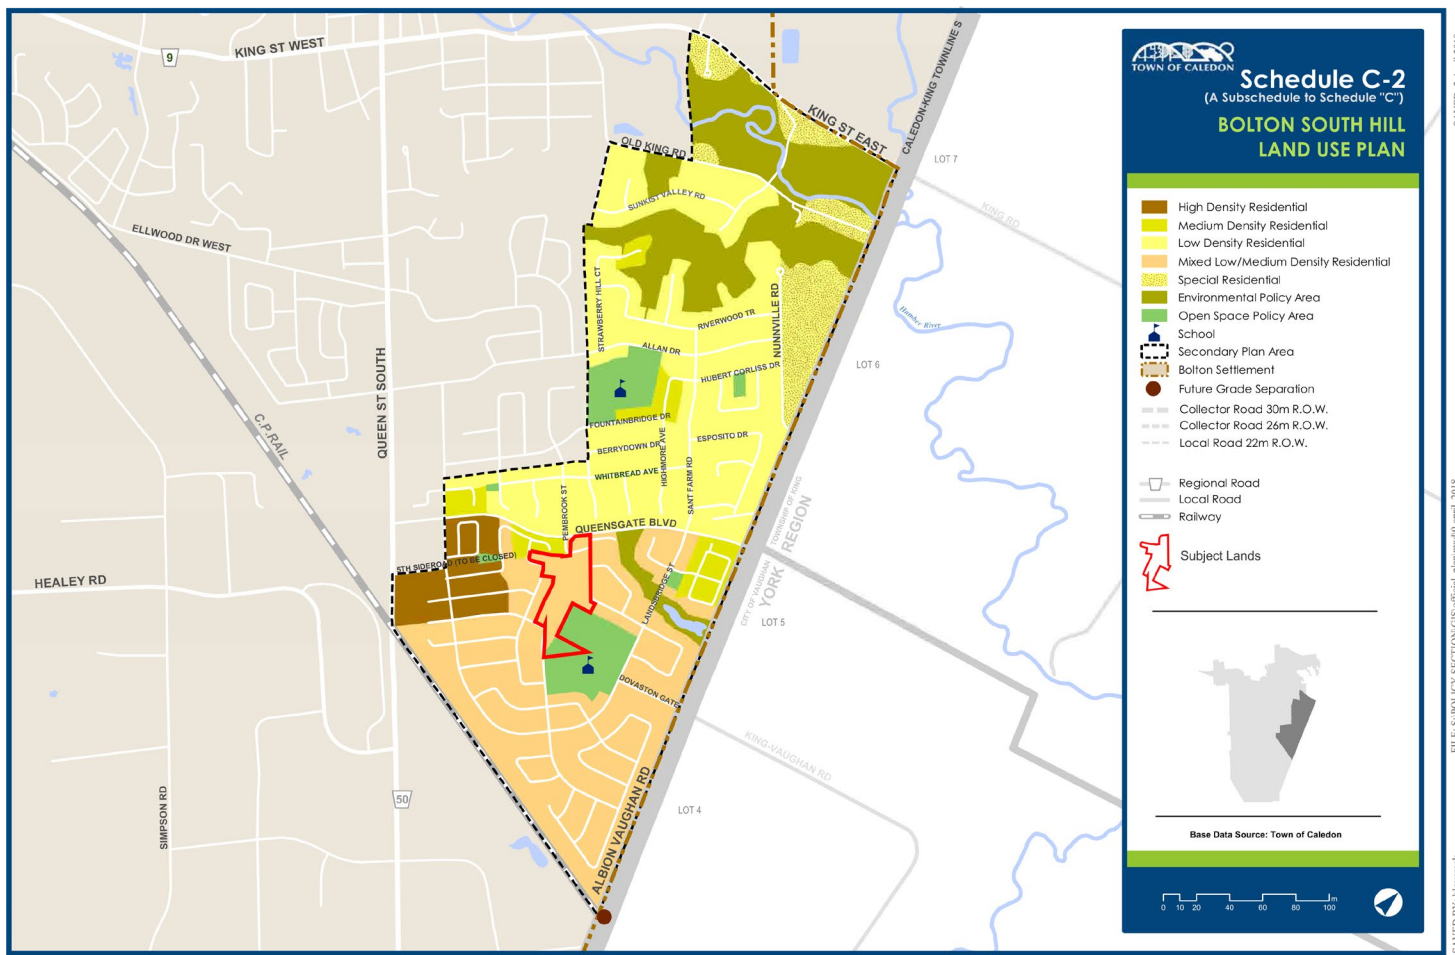 KING ST WEST
9
OLD KING RD
KING ST EAST
CALEDON-KING TOWNLINE S
LOT 7
KING RD
SUNKIST VALLEY RD
ELLWOOD DR WEST
STRAWBERRY HILL CT
NUNNVILLE RD
RIVERWOOD TR
Humber River
ALLAN DR
HUBERT CORLISS DR
LOT 6
QUEEN ST SOUTH
C.P.RAIL
FOUNTAINBRIDGE DR
BERRYDOWN DR
HIGHMORE AVE
ESPOSITO DR
WHITBREAD AVE
SANT FARM RD
PEMBROOK ST
QUEENSGATE BLVD
TOWNSHIP OF KING
YORK REGION
CITY OF VAUGHAN
5TH SIDEROAD (TO BE CLOSED)
HEALEY RD
LANDSBRIDGE ST
LOT 5
DOVASTON GATE
KING-VAUGHAN RD
SIMPSON RD
50
LOT 4
ALBION VAUGHAN RD
TOWN OF CALEDON
Schedule C-2
(A Subschedule to Schedule "C")
BOLTON SOUTH HILL
LAND USE PLAN
High Density Residential
Medium Density Residential
Low Density Residential
Mixed Low/Medium Density Residential
Special Residential
Environmental Policy Area
Open Space Policy Area
School
Secondary Plan Area
Bolton Settlement
Future Grade Separation
Collector Road 30m R.O.W.
Collector Road 26m R.O.W.
Local Road 22m R.O.W.
Regional Road
Local Road
Railway
Subject Lands
Base Data Source: Town of Caledon
m
0 10 20 40 60 80 100